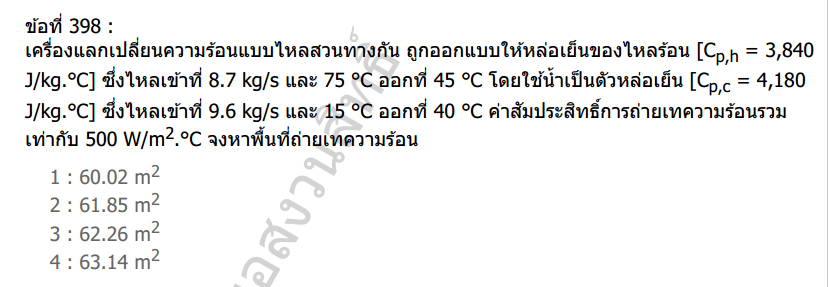 ข้อที่ 398 :
เครื่องแลกเปลี่ยนความร้อนแบบไหลสวนทางกัน ถูกออกแบบให้หล่อเย็นของไหลร้อน [Cp,h = 3,840
J/kg.°C] ซึ่งไหลเข้าที่ 8.7 kg/s และ 75 °C ออกที่ 45 °C โดยใช้น้ำเป็นตัวหล่อเย็น [Cp,c = 4,180
J/kg.°C] ซึ่งไหลเข้าที่ 9.6 kg/s และ 15 °C ออกที่ 40 °C ค่าสัมประสิทธิ์การถ่ายเทความร้อนรวม
เท่ากับ 500 W/m2.°C จงหาพื้นที่ถ่ายเทความร้อน
1 : 60.02 m2
2 : 61.85 m2
3 : 62.26 m2
4 : 63.14 m2
อสงวนสิทธิ์